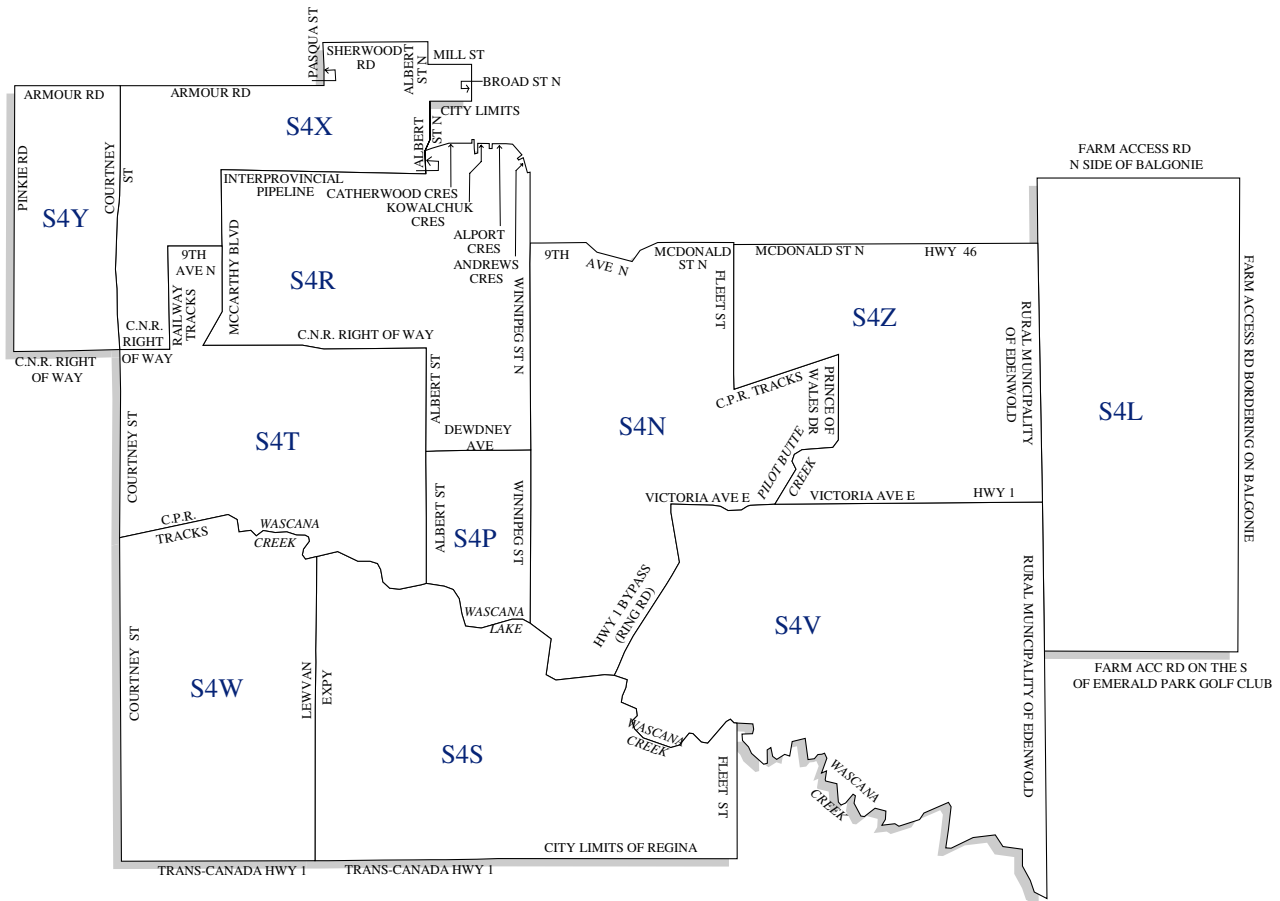 PASQUA ST
SHERWOOD
RD
ALBERT
ST N
MILL ST
BROAD ST N
CITY LIMITS
ARMOUR RD
ARMOUR RD
S4X
ALBERT
ST N
PINKIE RD
COURTNEY
ST
S4Y
INTERPROVINCIAL
PIPELINE
CATHERWOOD CRES
KOWALCHUK
CRES
ALPORT
CRES
ANDREWS
CRES
FARM ACCESS RD
N SIDE OF BALGONIE
9TH
AVE N
MCCARTHY BLVD
S4R
WINNIPEG ST N
9TH
AVE N
MCDONALD
ST N
MCDONALD ST N
HWY 46
FLEET ST
S4Z
RURAL MUNICIPALITY
OF EDENWOLD
FARM ACCESS RD BORDERING ON BALGONIE
C.N.R.
RIGHT
OF WAY
RAILWAY
TRACKS
C.N.R. RIGHT OF WAY
C.N.R. RIGHT
OF WAY
ALBERT ST
C.P.R. TRACKS
PRINCE OF
WALES DR
S4L
COURTNEY ST
S4T
DEWDNEY
AVE
S4N
PILOT BUTTE
CREEK
VICTORIA AVE E
VICTORIA AVE E
HWY 1
C.P.R.
TRACKS
WASCANA
CREEK
ALBERT ST
S4P
WINNIPEG ST
WASCANA
LAKE
HWY 1 BYPASS
(RING RD)
S4V
RURAL MUNICIPALITY OF EDENWOLD
COURTNEY ST
S4W
LEWVAN
EXPY
FARM ACC RD ON THE S
OF EMERALD PARK GOLF CLUB
S4S
WASCANA
CREEK
FLEET ST
WASCANA
CREEK
CITY LIMITS OF REGINA
TRANS-CANADA HWY 1
TRANS-CANADA HWY 1